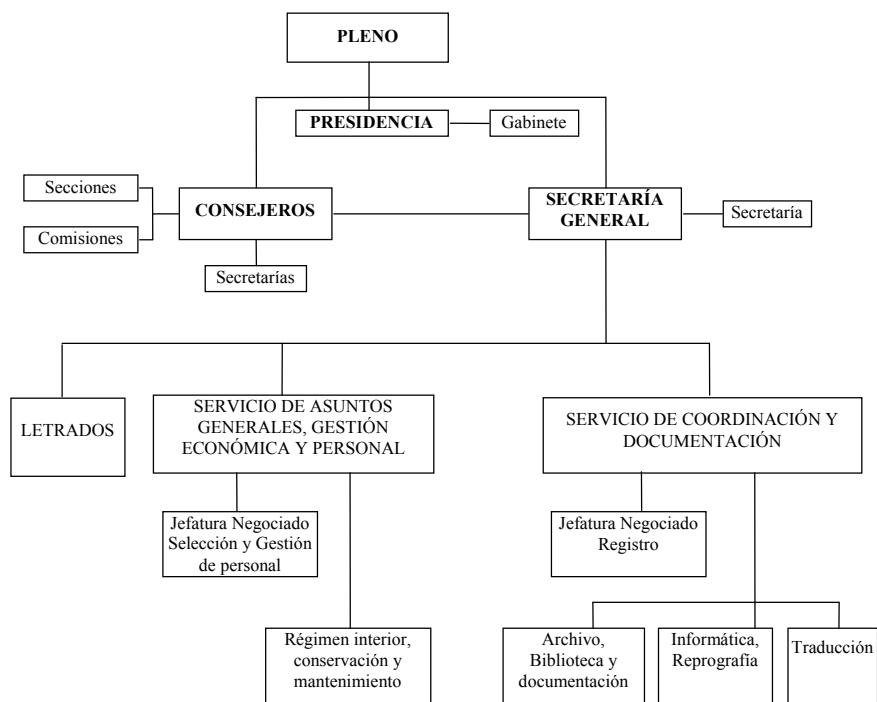 PLENO
PRESIDENCIA
Gabinete
Secciones
Comisiones
CONSEJEROS
SECRETARÍA
GENERAL
Secretaría
Secretarías
LETRADOS
SERVICIO DE ASUNTOS
GENERALES, GESTIÓN
ECONÓMICA Y PERSONAL
SERVICIO DE COORDINACIÓN Y
DOCUMENTACIÓN
Jefatura Negociado
Selección y Gestión
de personal
Jefatura Negociado
Registro
Régimen interior,
conservación y
mantenimiento
Archivo,
Biblioteca y
documentación
Informática,
Reprografía
Traducción